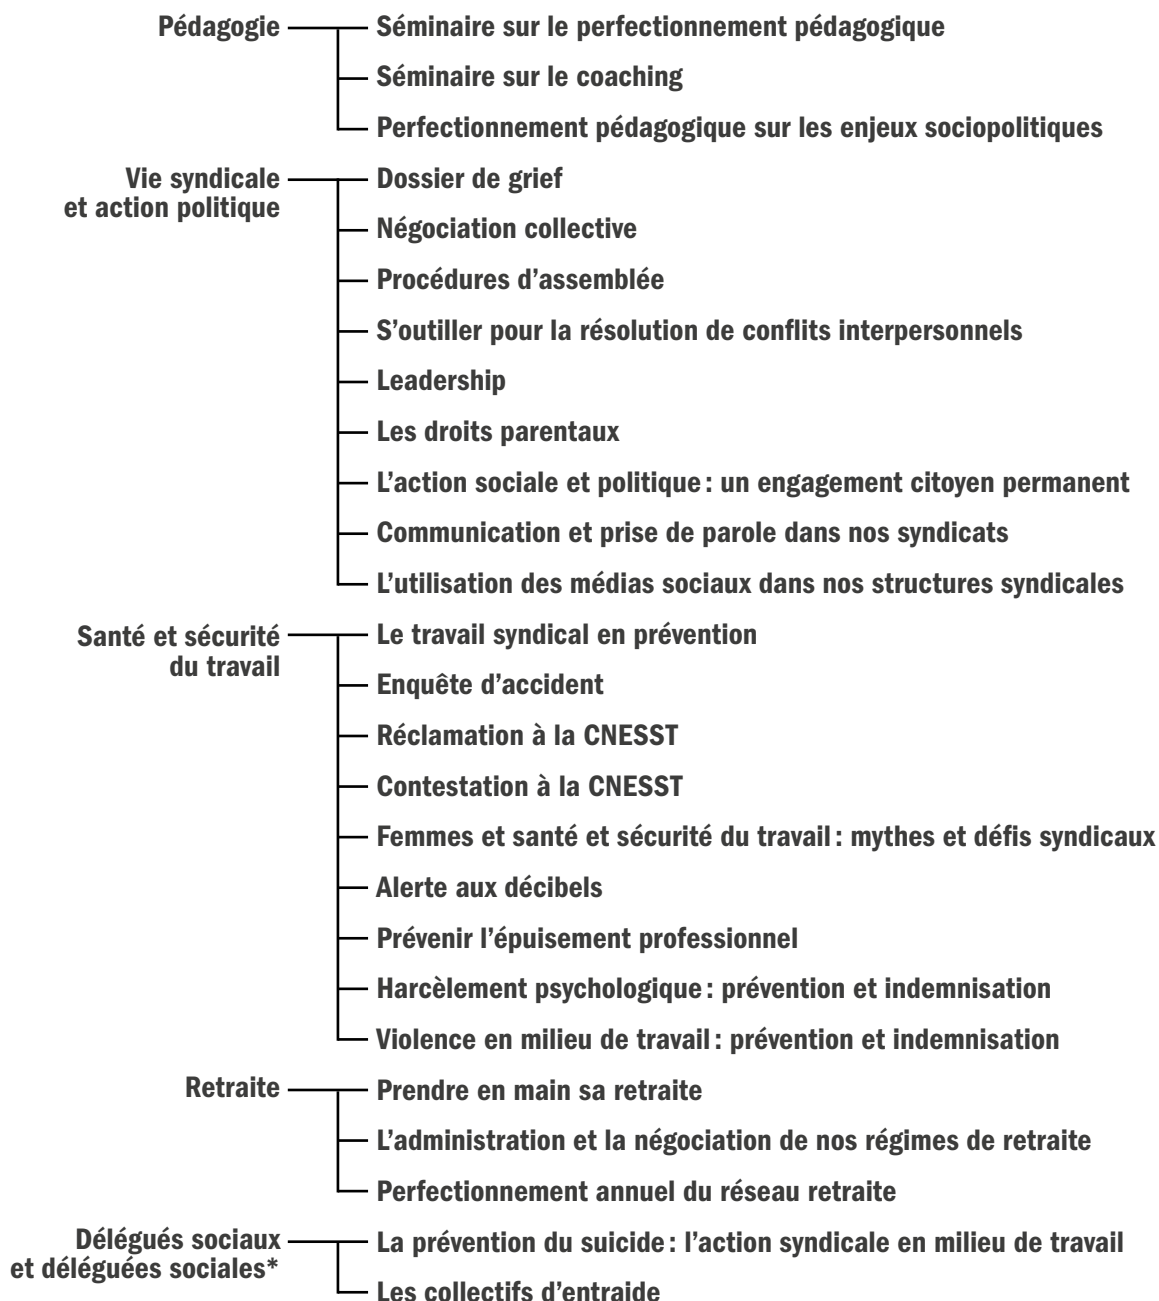 Pédagogie
Séminaire sur le perfectionnement pédagogique
Séminaire sur le coaching
Perfectionnement pédagogique sur les enjeux sociopolitiques
Vie syndicale
et action politique
Dossier de grief
Négociation collective
Procédures d’assemblée
S’outiller pour la résolution de conflits interpersonnels
Leadership
Les droits parentaux
L’action sociale et politique : un engagement citoyen permanent
Communication et prise de parole dans nos syndicats
L’utilisation des médias sociaux dans nos structures syndicales
Santé et sécurité
du travail
Le travail syndical en prévention
Enquête d’accident
Réclamation à la CNESST
Contestation à la CNESST
Femmes et santé et sécurité du travail : mythes et défis syndicaux
Alerte aux décibels
Prévenir l’épuisement professionnel
Harcèlement psychologique : prévention et indemnisation
Violence en milieu de travail : prévention et indemnisation
Retraite
Prendre en main sa retraite
L’administration et la négociation de nos régimes de retraite
Perfectionnement annuel du réseau retraite
Délégués sociaux
et déléguées sociales*
La prévention du suicide : l’action syndicale en milieu de travail
Les collectifs d’entraide